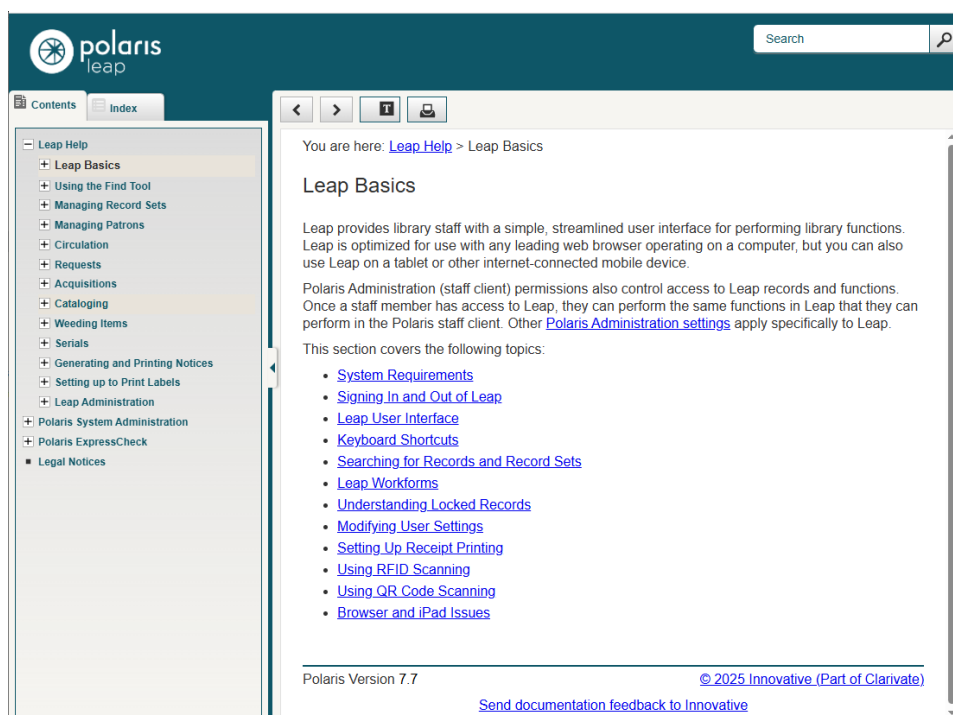 polaris
leap
Search
Contents
Index
Leap Help
Leap Basics
Using the Find Tool
Managing Record Sets
Managing Patrons
Circulation
Requests
Acquisitions
Cataloging
Weeding Items
Serials
Generating and Printing Notices
Setting up to Print Labels
Leap Administration
Polaris System Administration
Polaris ExpressCheck
Legal Notices
T
You are here: Leap Help > Leap Basics
Leap Basics
Leap provides library staff with a simple, streamlined user interface for performing library functions.
Leap is optimized for use with any leading web browser operating on a computer, but you can also
use Leap on a tablet or other internet-connected mobile device.
Polaris Administration (staff client) permissions also control access to Leap records and functions.
Once a staff member has access to Leap, they can perform the same functions in Leap that they can
perform in the Polaris staff client. Other Polaris Administration settings apply specifically to Leap.
This section covers the following topics:
• System Requirements
• Signing In and Out of Leap
• Leap User Interface
• Keyboard Shortcuts
• Searching for Records and Record Sets
• Leap Workforms
• Understanding Locked Records
• Modifying User Settings
• Setting Up Receipt Printing
• Using RFID Scanning
• Using QR Code Scanning
• Browser and iPad Issues
Polaris Version 7.7
© 2025 Innovative (Part of Clarivate)
Send documentation feedback to Innovative